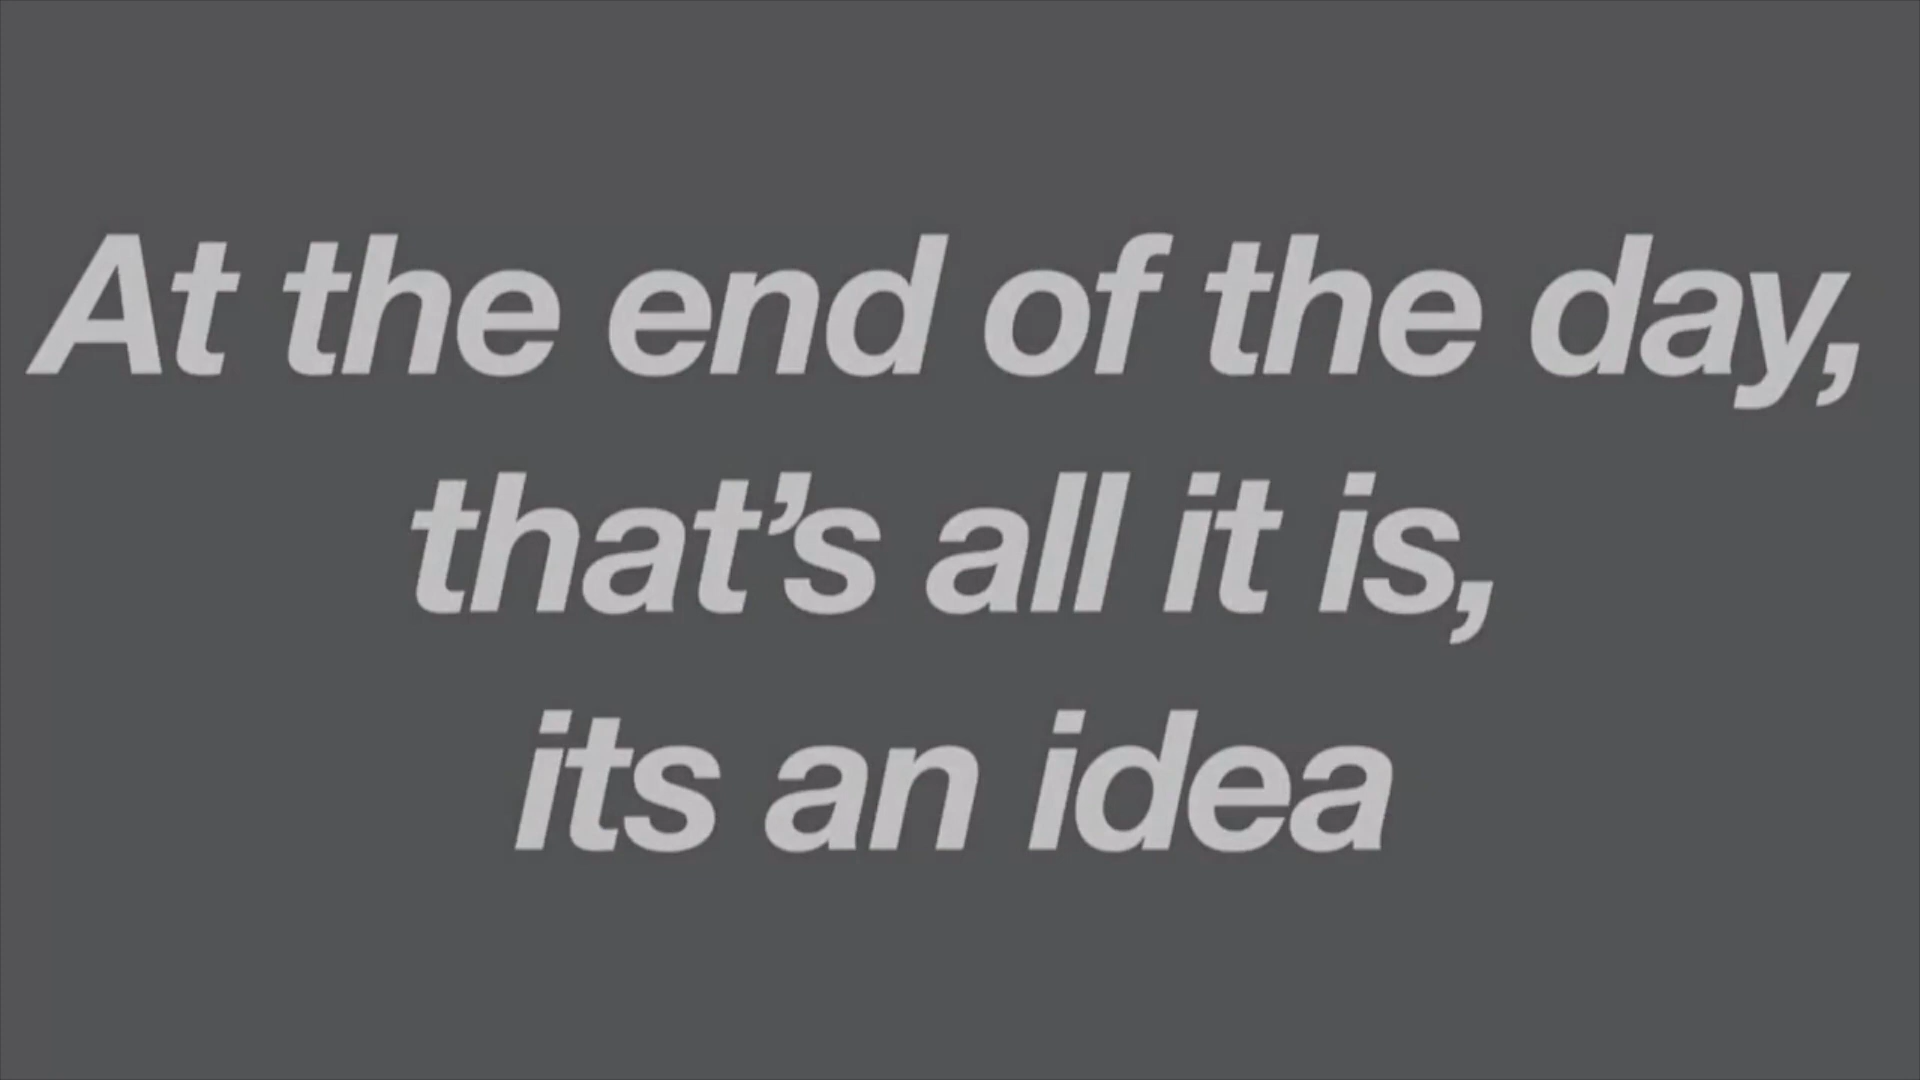 At the end of the day,
that’s all it is,
its an idea